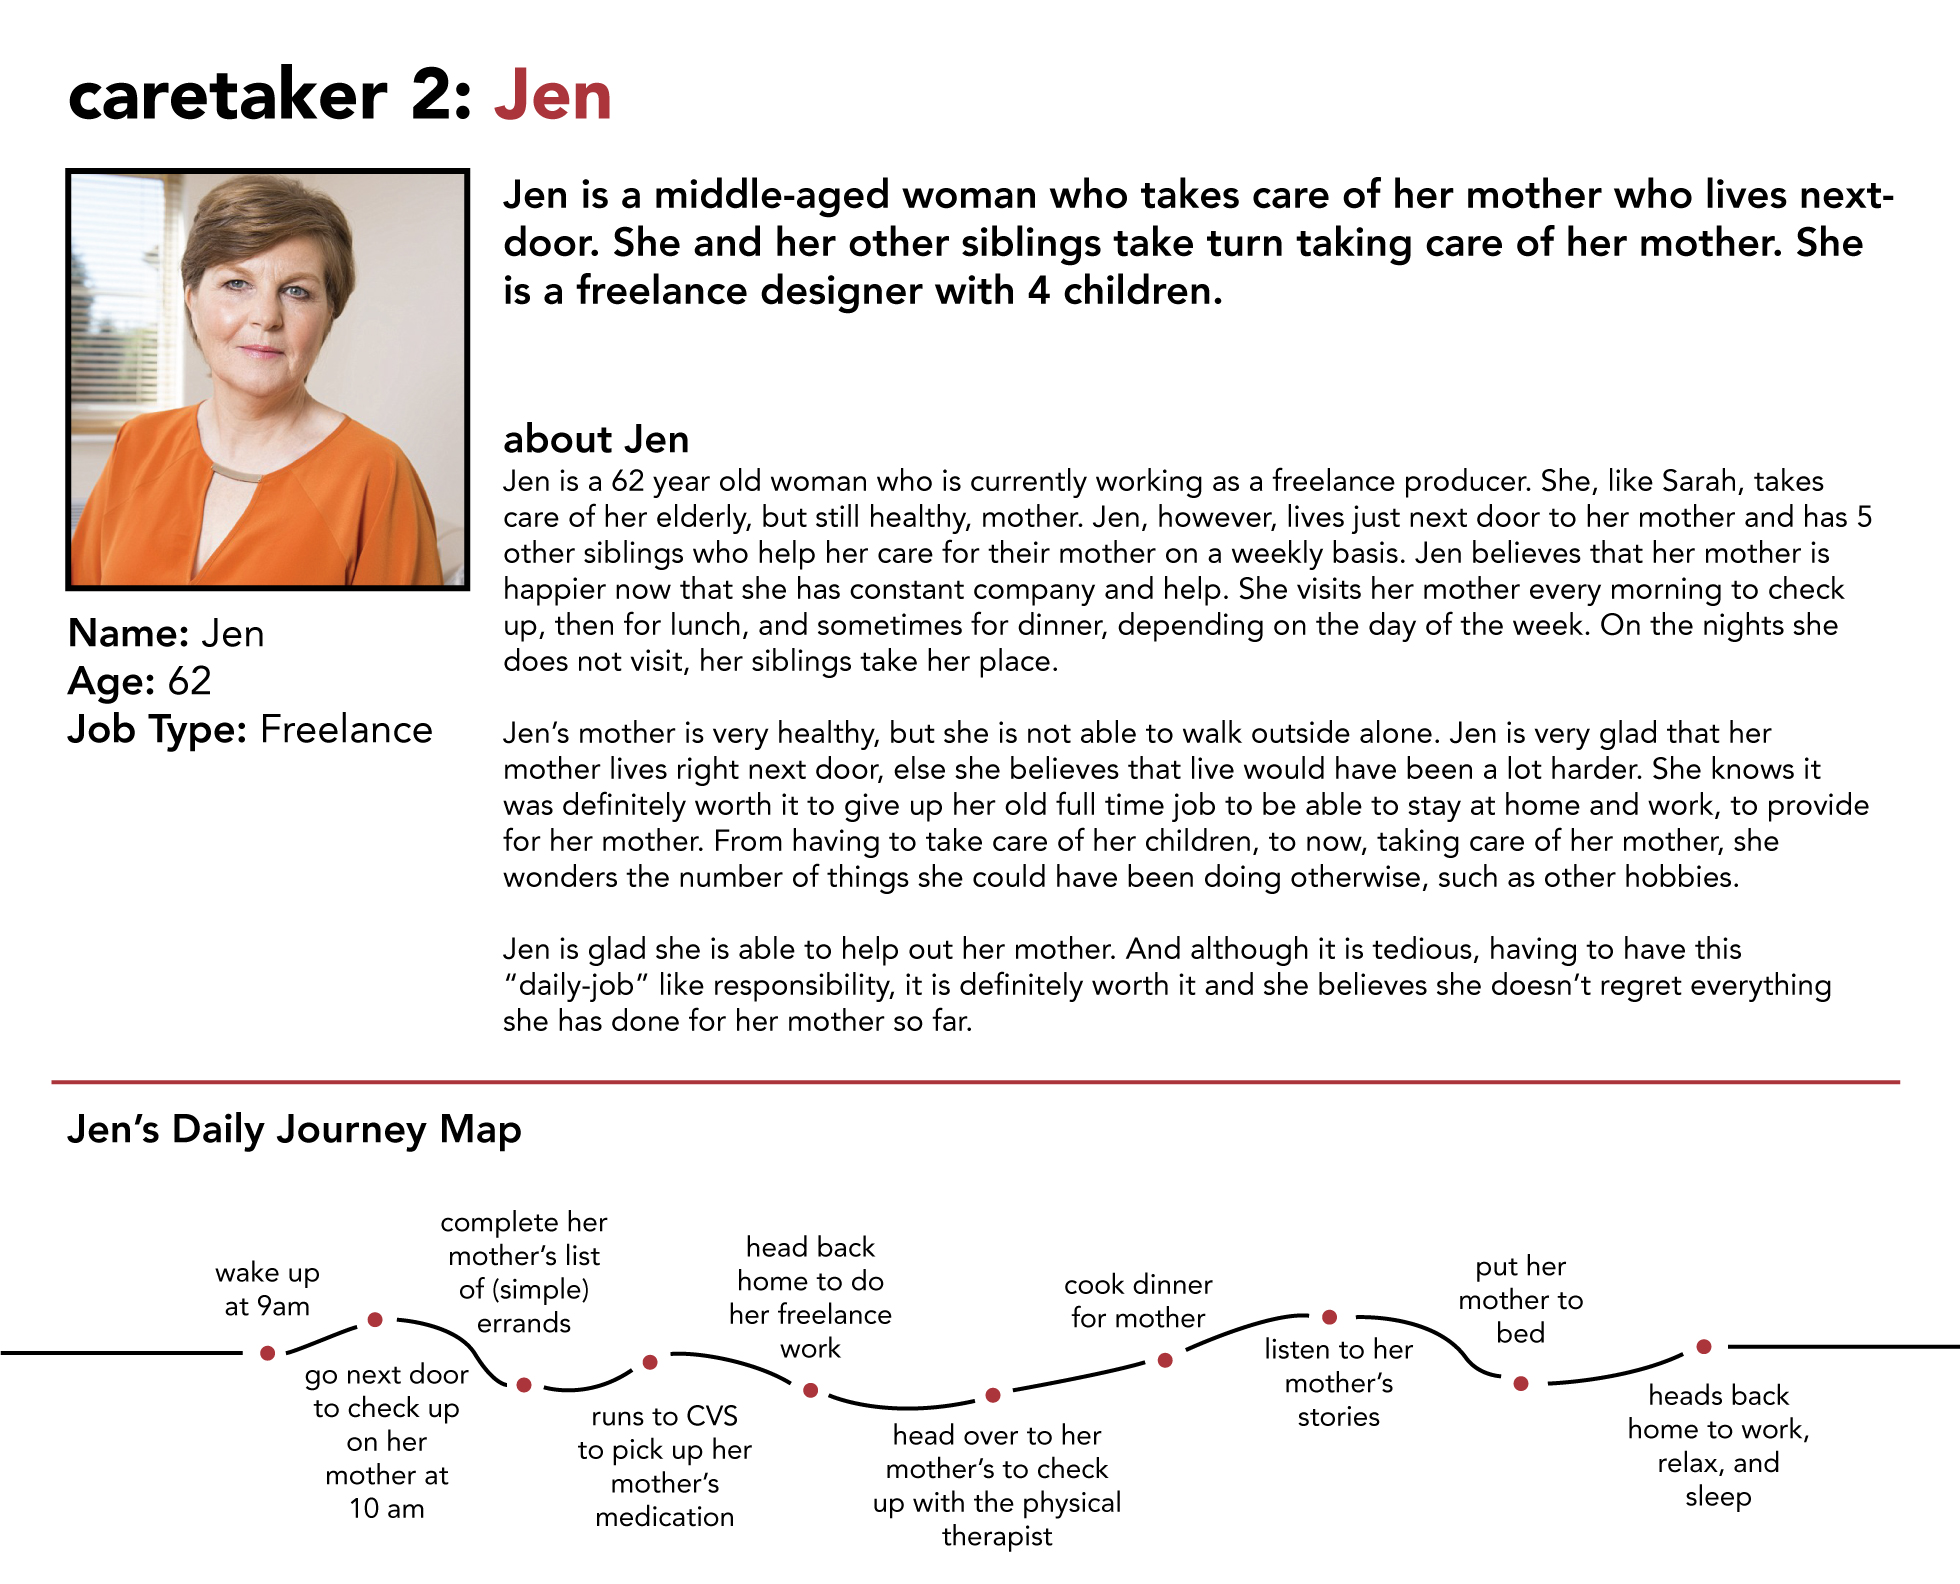 caretaker 2: Jen
Jen is a middle-aged woman who takes care of her mother who lives next-
door. She and her other siblings take turn taking care of her mother. She
is a freelance designer with 4 children.
Name: Jen
Age: 62
Job Type: Freelance
about Jen
Jen is a 62 year old woman who is currently working as a freelance producer. She, like Sarah, takes
care of her elderly, but still healthy, mother. Jen, however, lives just next door to her mother and has 5
other siblings who help her care for their mother on a weekly basis. Jen believes that her mother is
happier now that she has constant company and help. She visits her mother every morning to check
up, then for lunch, and sometimes for dinner, depending on the day of the week. On the nights she
does not visit, her siblings take her place.
Jen’s mother is very healthy, but she is not able to walk outside alone. Jen is very glad that her
mother lives right next door, else she believes that live would have been a lot harder. She knows it
was definitely worth it to give up her old full time job to be able to stay at home and work, to provide
for her mother. From having to take care of her children, to now, taking care of her mother, she
wonders the number of things she could have been doing otherwise, such as other hobbies.
Jen is glad she is able to help out her mother. And although it is tedious, having to have this
“daily-job” like responsibility, it is definitely worth it and she believes she doesn’t regret everything
she has done for her mother so far.
Jen’s Daily Journey Map
wake up
at 9am
go next door
to check up
on her
mother at
10 am
complete her
mother’s list
of (simple)
errands
runs to CVS
to pick up her
mother’s
medication
head back
home to do
her freelance
work
head over to her
mother’s to check
up with the physical
therapist
cook dinner
for mother
listen to her
mother’s
stories
put her
mother to
bed
heads back
home to work,
relax, and
sleep